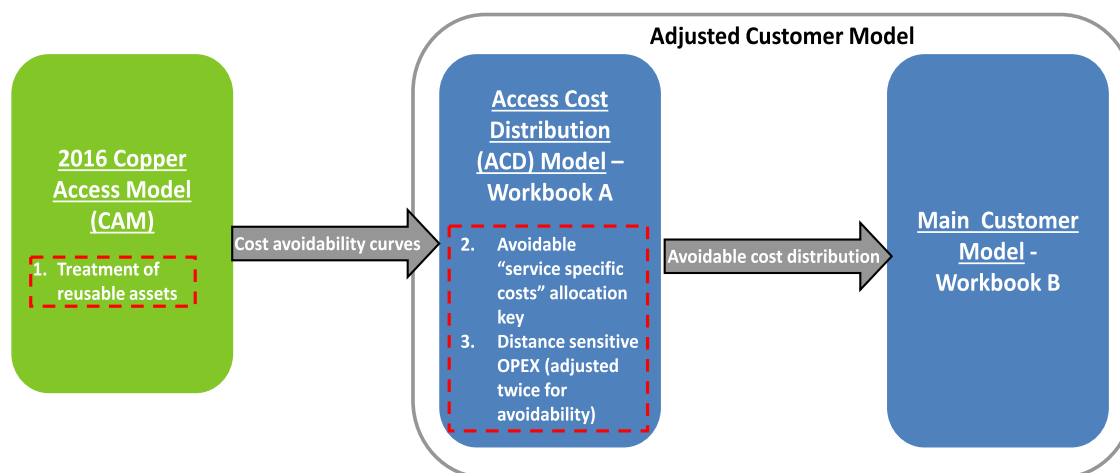 Adjusted Customer Model
2016 Copper
Access Model
(CAM)
1. Treatment of
reusable assets
Cost avoidability curves
Access Cost
Distribution
(ACD) Model –
Workbook A
2. Avoidable
“service specific
costs” allocation
key
3. Distance sensitive
OPEX (adjusted
twice for
avoidability)
Avoidable cost distribution
Main Customer
Model -
Workbook B